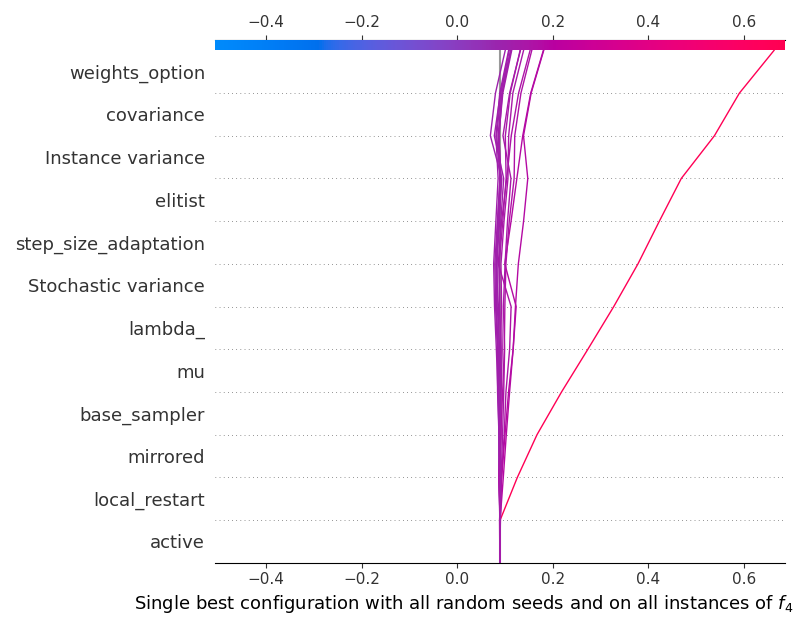 −0.4 −0.2 0.0 0.2 0.4 0.6
weights_option
covariance
Instance variance
elitist
step_size_adaptation
Stochastic variance
lambda_
mu
base_sampler
mirrored
local_restart
active
−0.4 −0.2 0.0 0.2 0.4 0.6
Single best configuration with all random seeds and on all instances of f₄